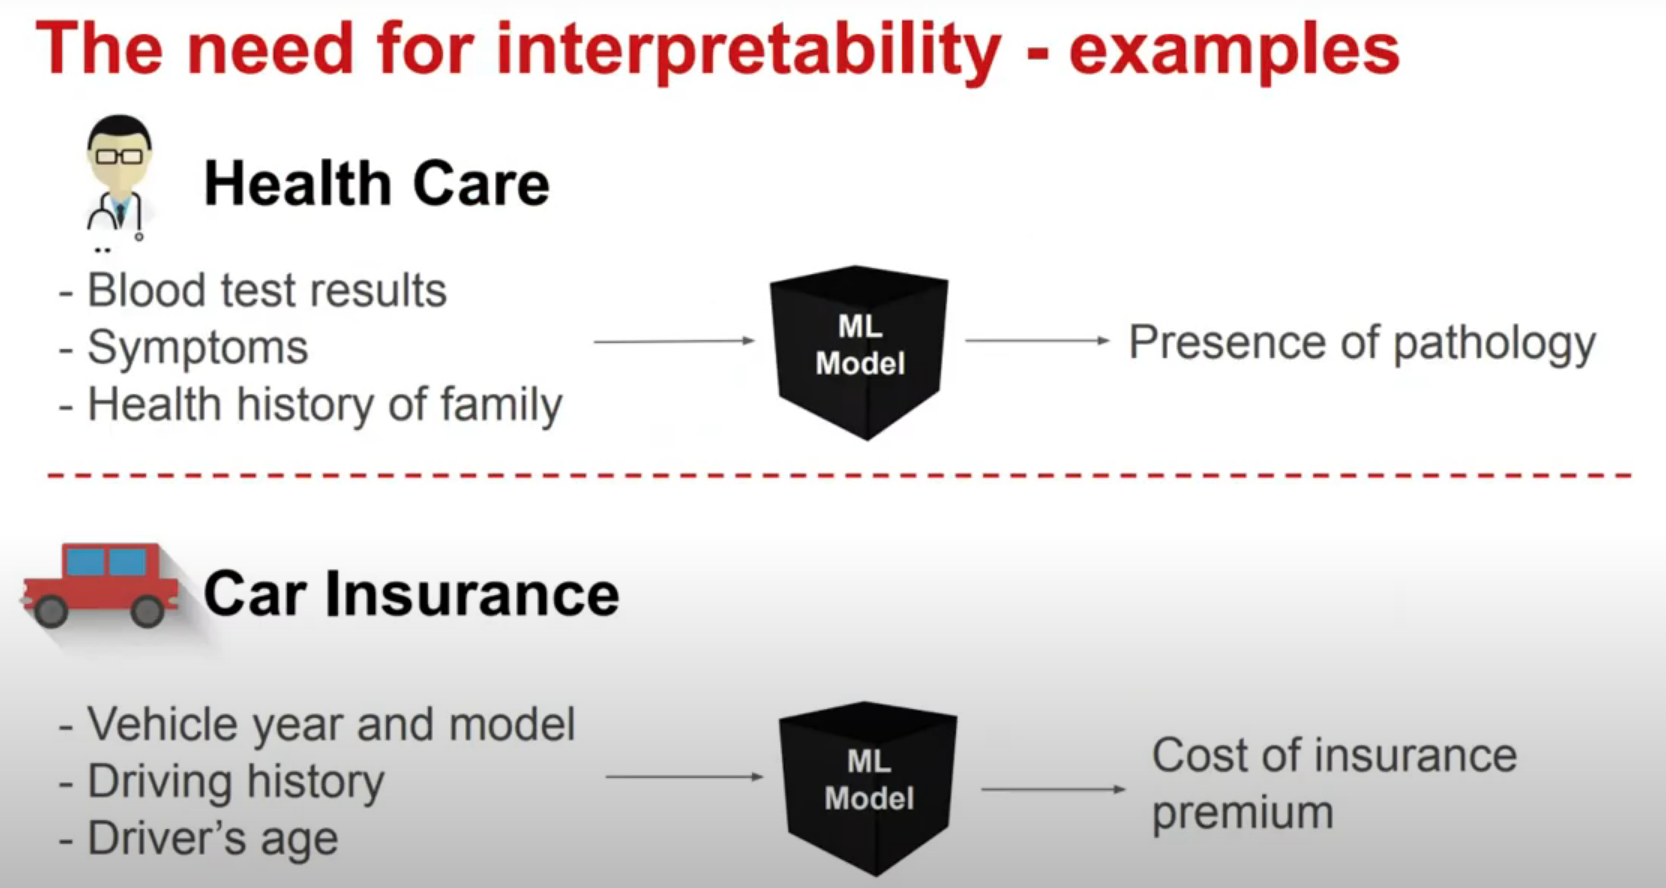 The need for interpretability - examples
Health Care
- Blood test results
- Symptoms
- Health history of family
ML
Model
Presence of pathology
Car Insurance
- Vehicle year and model
- Driving history
- Driver’s age
ML
Model
Cost of insurance
premium